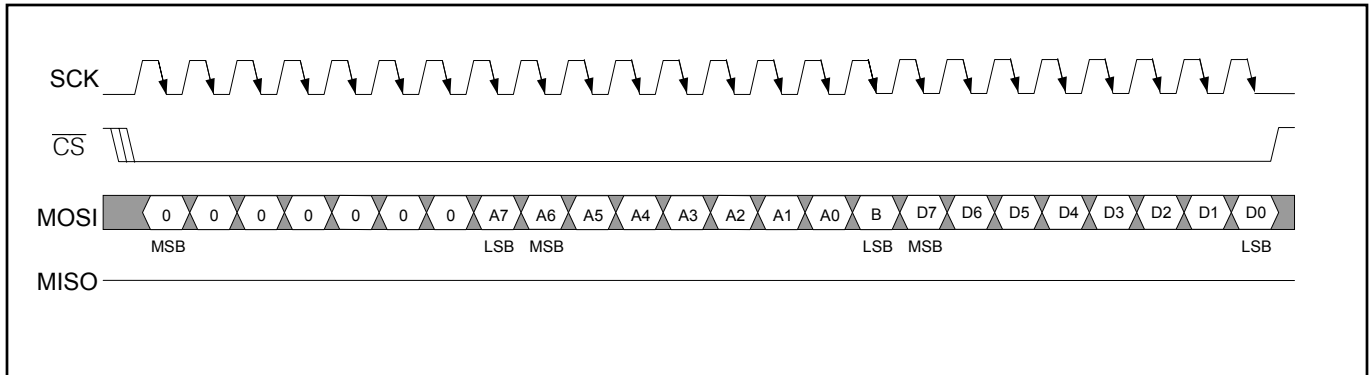 SCK
CS
MOSI 0 0 0 0 0 0 0 A7 A6 A5 A4 A3 A2 A1 A0 B D7 D6 D5 D4 D3 D2 D1 D0
MSB LSB MSB LSB MSB LSB
MISO